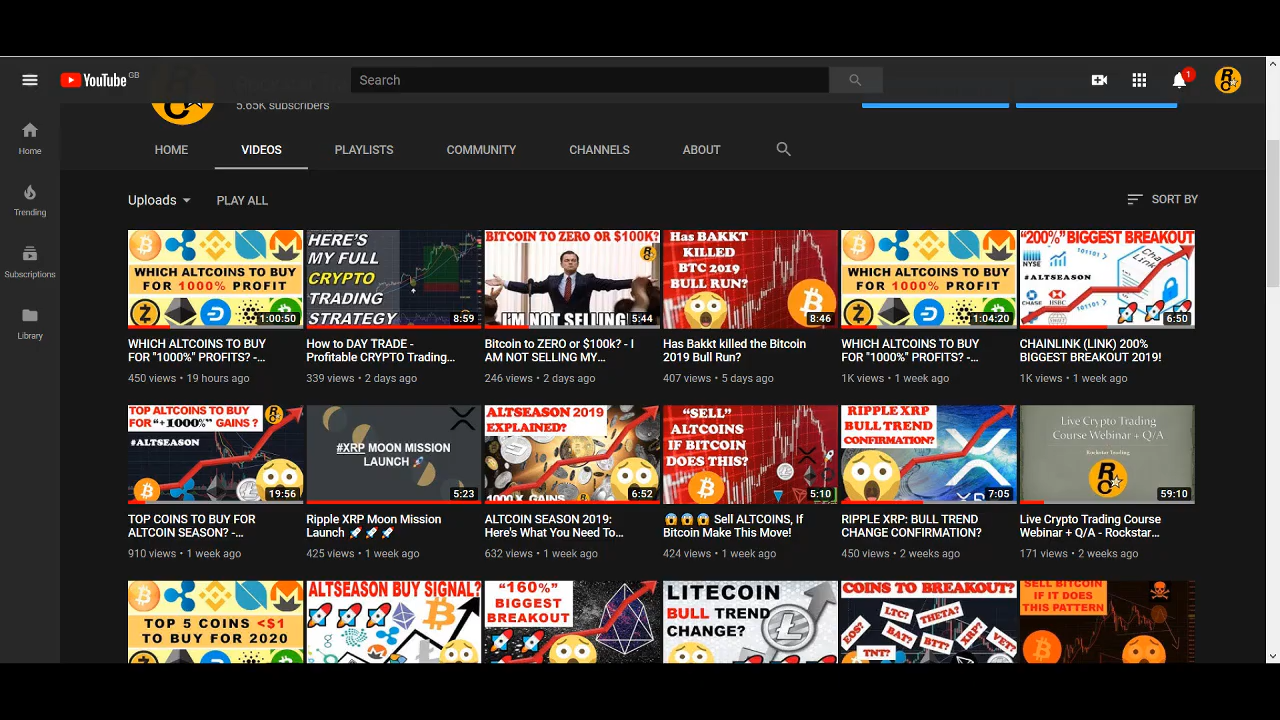 YouTube GB
Search
1
5.65K subscribers
HOME VIDEOS PLAYLISTS COMMUNITY CHANNELS ABOUT
Home
Trending
Subscriptions
Library
Uploads PLAY ALL SORT BY
WHICH ALTCOINS TO BUY
FOR 1000% PROFIT
1:00:50
WHICH ALTCOINS TO BUY
FOR "1000%" PROFITS? -...
450 views • 19 hours ago
HERE'S
MY FULL
CRYPTO
TRADING
STRATEGY
8:59
How to DAY TRADE -
Profitable CRYPTO Trading...
339 views • 2 days ago
BITCOIN TO ZERO OR $100K?
I'M NOT SELLING
5:44
Bitcoin to ZERO or $100k? - I
AM NOT SELLING MY...
246 views • 2 days ago
Has BAKKT
KILLED
BTC 2019
BULL RUN?
8:46
Has Bakkt killed the Bitcoin
2019 Bull Run?
407 views • 5 days ago
WHICH ALTCOINS TO BUY
FOR 1000% PROFIT
1:04:20
WHICH ALTCOINS TO BUY
FOR "1000%" PROFITS? -...
1K views • 1 week ago
"200%" BIGGEST BREAKOUT
NYSE
#ALTSEASON
CHASE HSBC
6:50
CHAINLINK (LINK) 200%
BIGGEST BREAKOUT 2019!
1K views • 1 week ago
TOP ALTCOINS TO BUY
FOR "+1000%" GAINS ?
#ALTSEASON
19:56
TOP COINS TO BUY FOR
ALTCOIN SEASON? -...
910 views • 1 week ago
#XRP MOON MISSION
LAUNCH 🚀
5:23
Ripple XRP Moon Mission
Launch 🚀🚀🚀
425 views • 1 week ago
ALTSEASON 2019
EXPLAINED?
1000 X GAINS
6:52
ALTCOIN SEASON 2019:
Here's What You Need To...
632 views • 1 week ago
"SELL"
ALTCOINS
IF BITCOIN
DOES THIS?
5:10
😱😱😱 Sell ALTCOINS, If
Bitcoin Make This Move!
424 views • 1 week ago
RIPPLE XRP
BULL TREND
CONFIRMATION?
XR
7:05
RIPPLE XRP: BULL TREND
CHANGE CONFIRMATION?
450 views • 2 weeks ago
Live Crypto Trading
Course Webinar + Q/A
Rockstar Trading
RC
59:10
Live Crypto Trading Course
Webinar + Q/A - Rockstar...
171 views • 2 weeks ago
TOP 5 COINS <$1
TO BUY FOR 2020
ALTSEASON BUY SIGNAL?
"160%"
BIGGEST
BREAKOUT
LITECOIN
BULL TREND
CHANGE?
COINS TO BREAKOUT?
LTC? THETA?
EOS? BAT? BTT? XRP? VET?
TNT?
SELL BITCOIN
IF IT DOES
THIS PATTERN